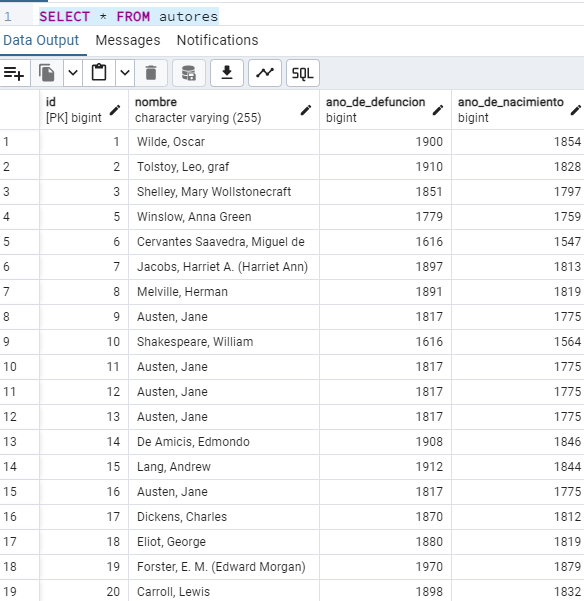 1 SELECT * FROM autores
Data Output Messages Notifications
SQL
id nombre ano_de_defuncion ano_de_nacimiento
[PK] bigint character varying (255) bigint bigint
1 1 Wilde, Oscar 1900 1854
2 2 Tolstoy, Leo, graf 1910 1828
3 3 Shelley, Mary Wollstonecraft 1851 1797
4 5 Winslow, Anna Green 1779 1759
5 6 Cervantes Saavedra, Miguel de 1616 1547
6 7 Jacobs, Harriet A. (Harriet Ann) 1897 1813
7 8 Melville, Herman 1891 1819
8 9 Austen, Jane 1817 1775
9 10 Shakespeare, William 1616 1564
10 11 Austen, Jane 1817 1775
11 12 Austen, Jane 1817 1775
12 13 Austen, Jane 1817 1775
13 14 De Amicis, Edmondo 1908 1846
14 15 Lang, Andrew 1912 1844
15 16 Austen, Jane 1817 1775
16 17 Dickens, Charles 1870 1812
17 18 Eliot, George 1880 1819
18 19 Forster, E. M. (Edward Morgan) 1970 1879
19 20 Carroll, Lewis 1898 1832